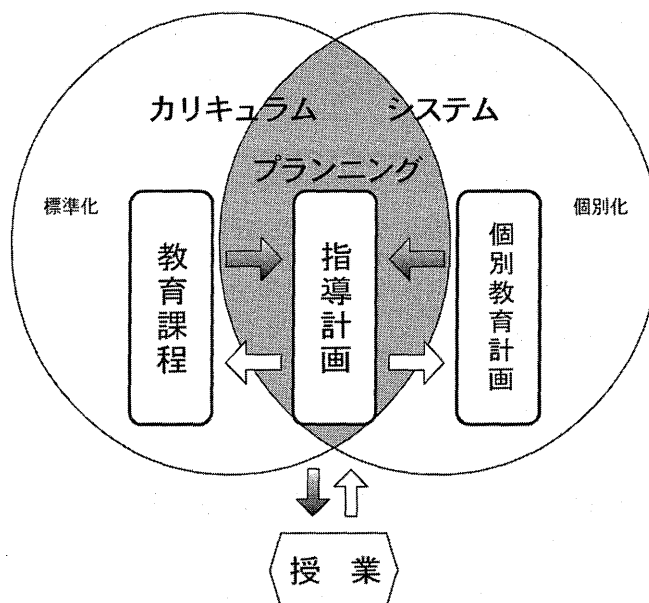 カリキュラム　システム
プランニング
標準化
個別化
教育課程
指導計画
個別教育計画
授　業